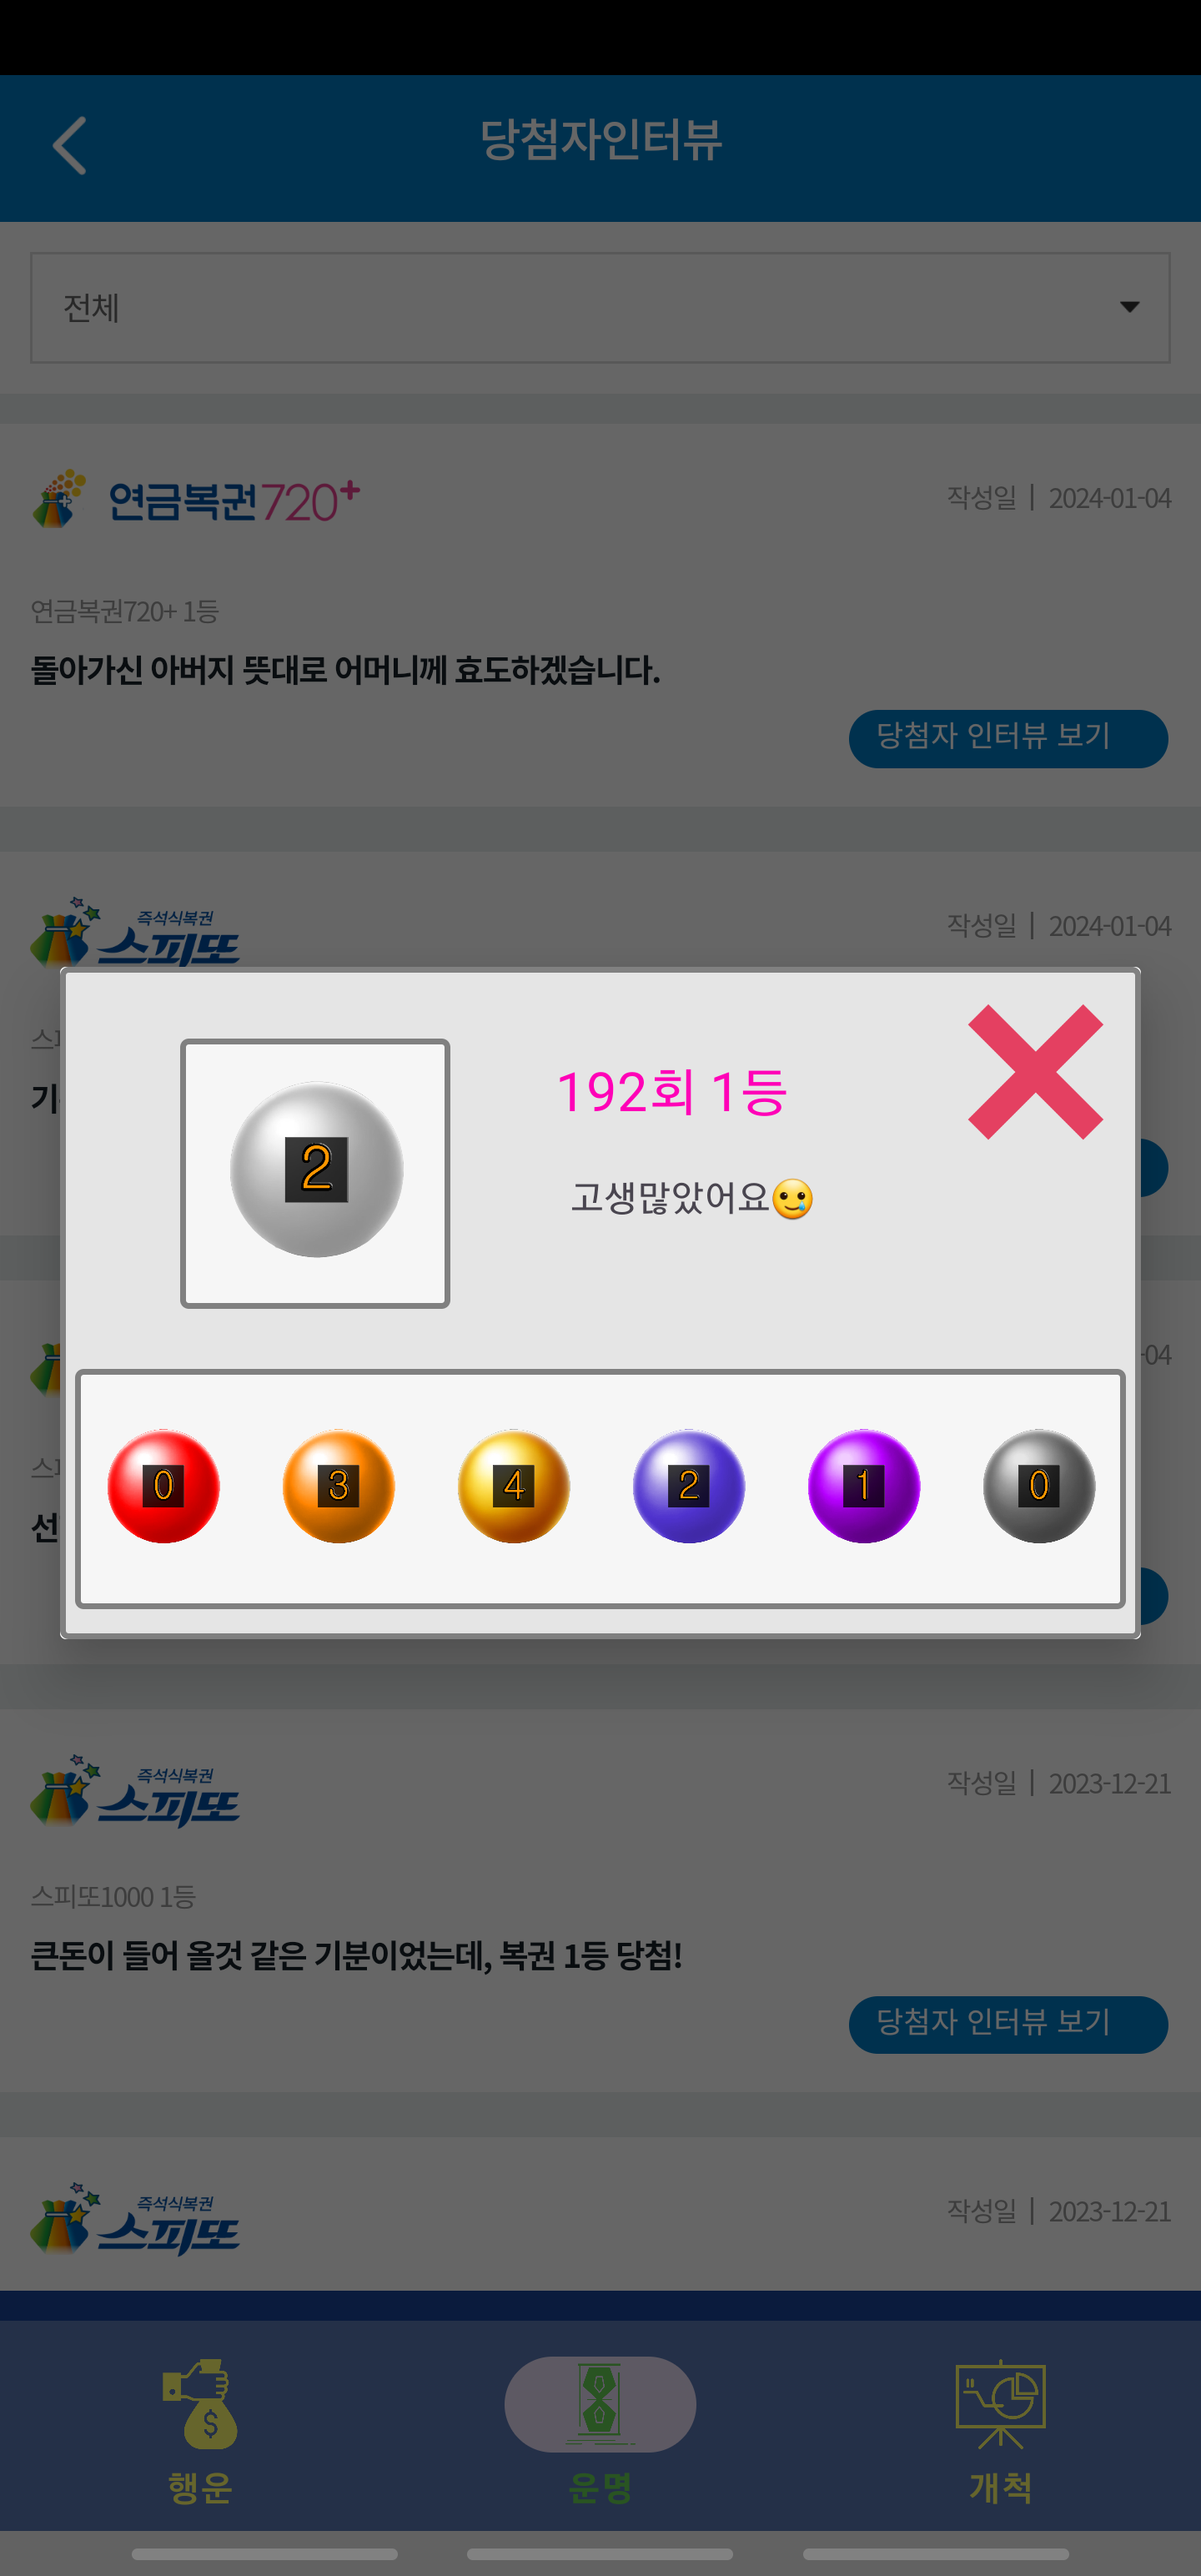 당첨자인터뷰
전체
연금복권720+
작성일 | 2024-01-04
연금복권720+ 1등
돌아가신 아버지 뜻대로 어머니께 효도하겠습니다.
당첨자 인터뷰 보기
즉석식복권
스피또
작성일 | 2024-01-04
스피
기
192회 1등
2
고생많았어요🥲
-04
0 3 4 2 1 0
선
즉석식복권
스피또
작성일 | 2023-12-21
스피또1000 1등
큰돈이 들어 올것 같은 기분이었는데, 복권 1등 당첨!
당첨자 인터뷰 보기
즉석식복권
스피또
작성일 | 2023-12-21
행운
운명
개척